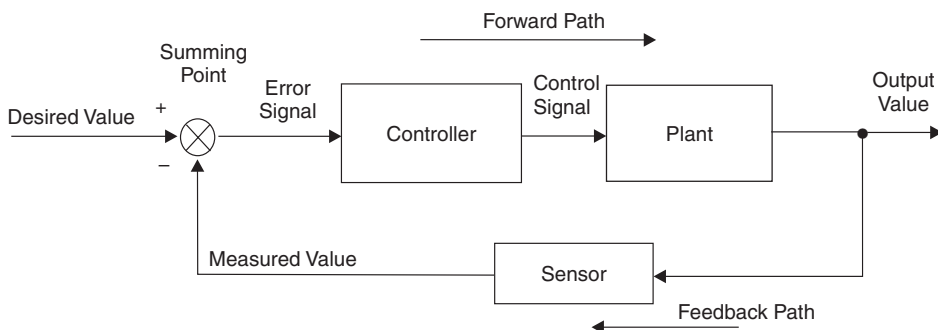 Forward Path
Summing
Point
Error
Signal
Control
Signal
Output
Value
Desired Value
+
Controller
Plant
–
Measured Value
Sensor
Feedback Path